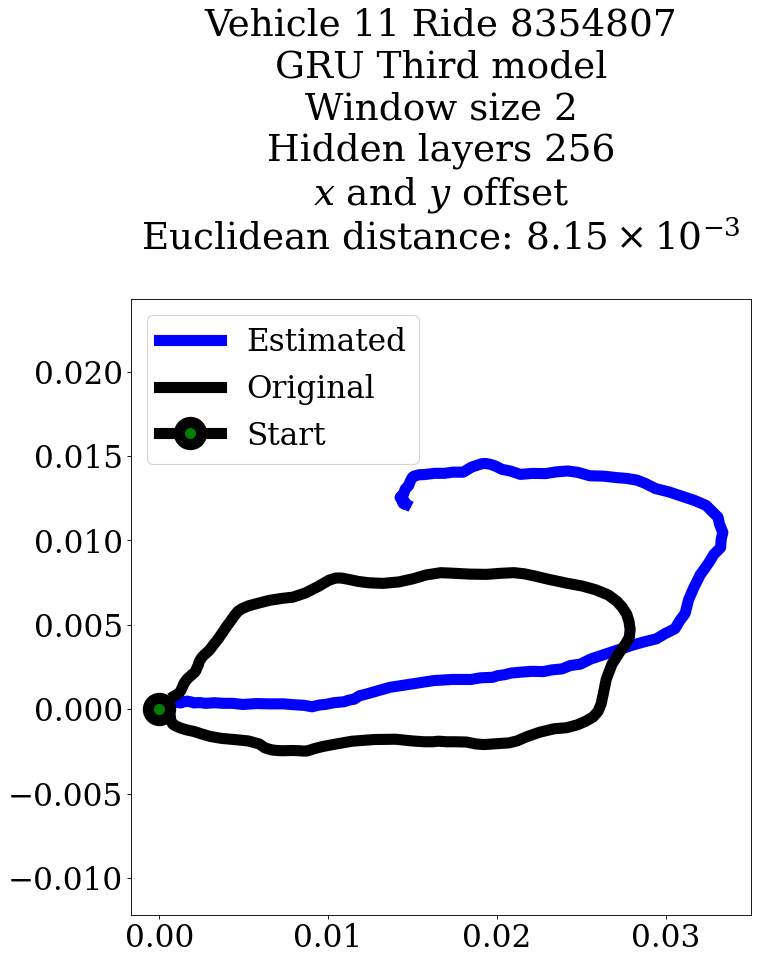 Vehicle 11 Ride 8354807
GRU Third model
Window size 2
Hidden layers 256
x and y offset
Euclidean distance: 8.15 × 10⁻³
Estimated
Original
Start
0.020
0.015
0.010
0.005
0.000
−0.005
−0.010
0.00 0.01 0.02 0.03